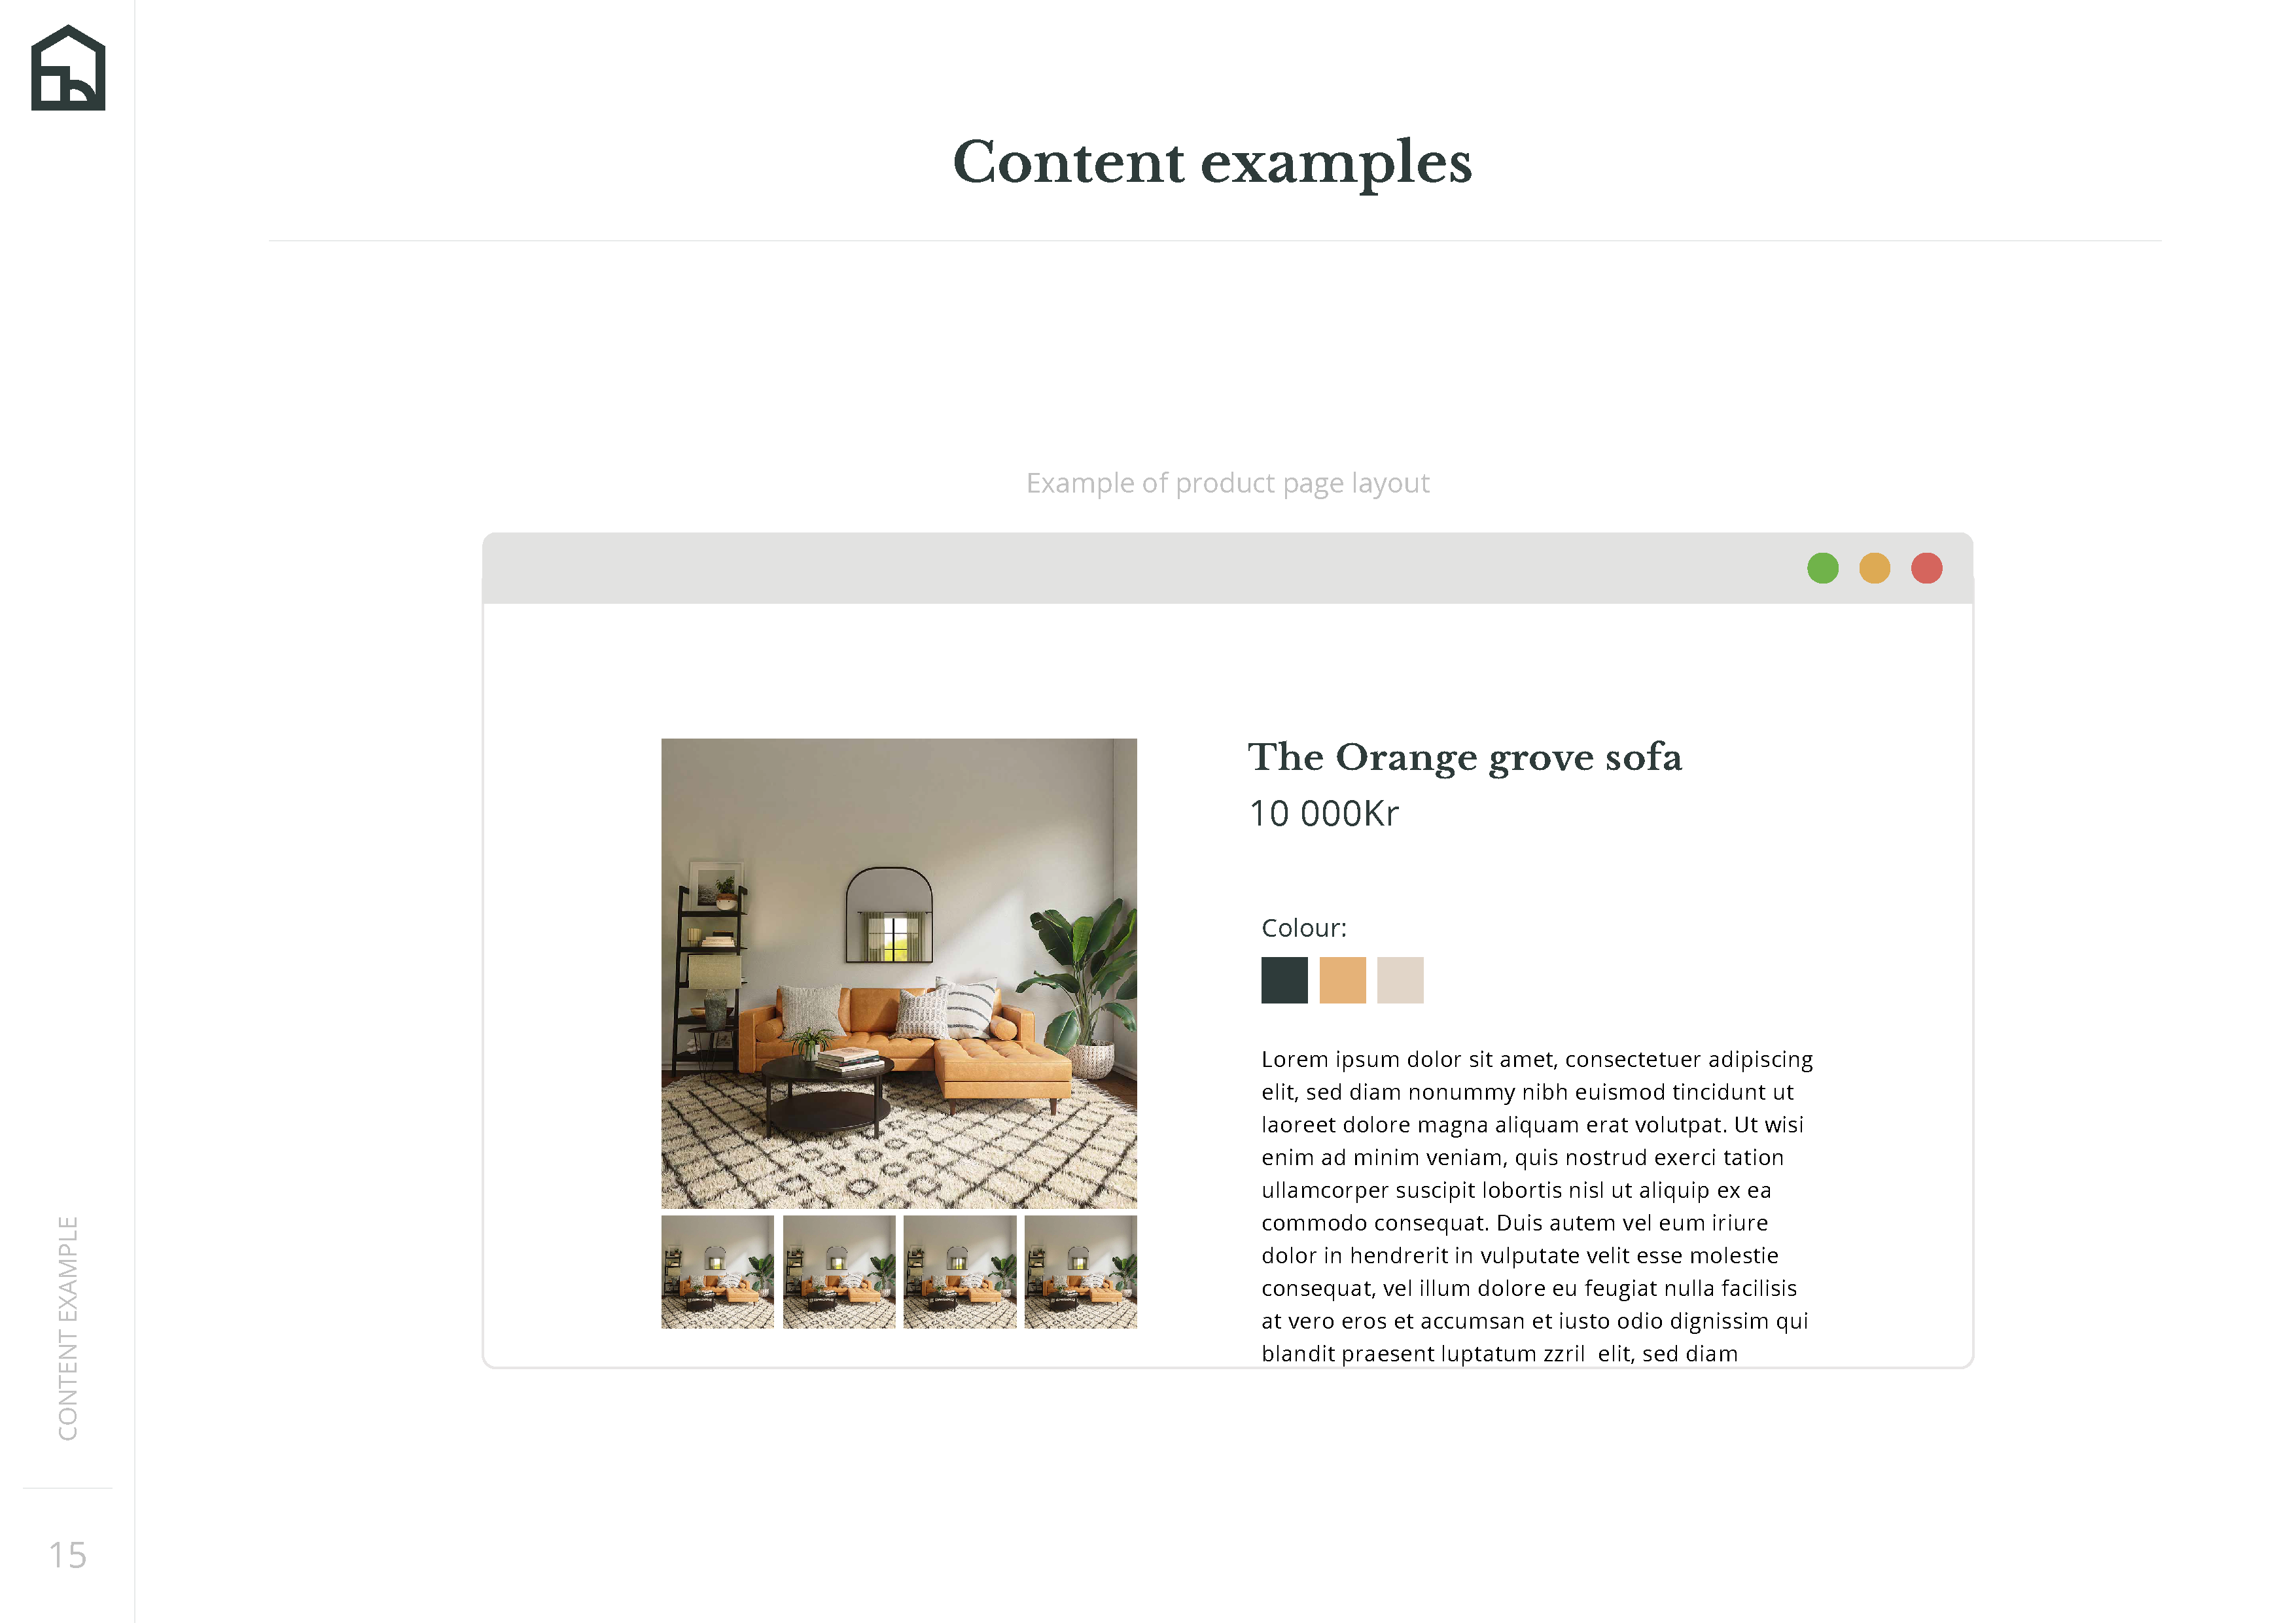 Content examples
Example of product page layout
The Orange grove sofa
10 000Kr
Colour:
Lorem ipsum dolor sit amet, consectetuer adipiscing
elit, sed diam nonummy nibh euismod tincidunt ut
laoreet dolore magna aliquam erat volutpat. Ut wisi
enim ad minim veniam, quis nostrud exerci tation
ullamcorper suscipit lobortis nisl ut aliquip ex ea
commodo consequat. Duis autem vel eum iriure
dolor in hendrerit in vulputate velit esse molestie
consequat, vel illum dolore eu feugiat nulla facilisis
at vero eros et accumsan et iusto odio dignissim qui
blandit praesent luptatum zzril  elit, sed diam
CONTENT EXAMPLE
15